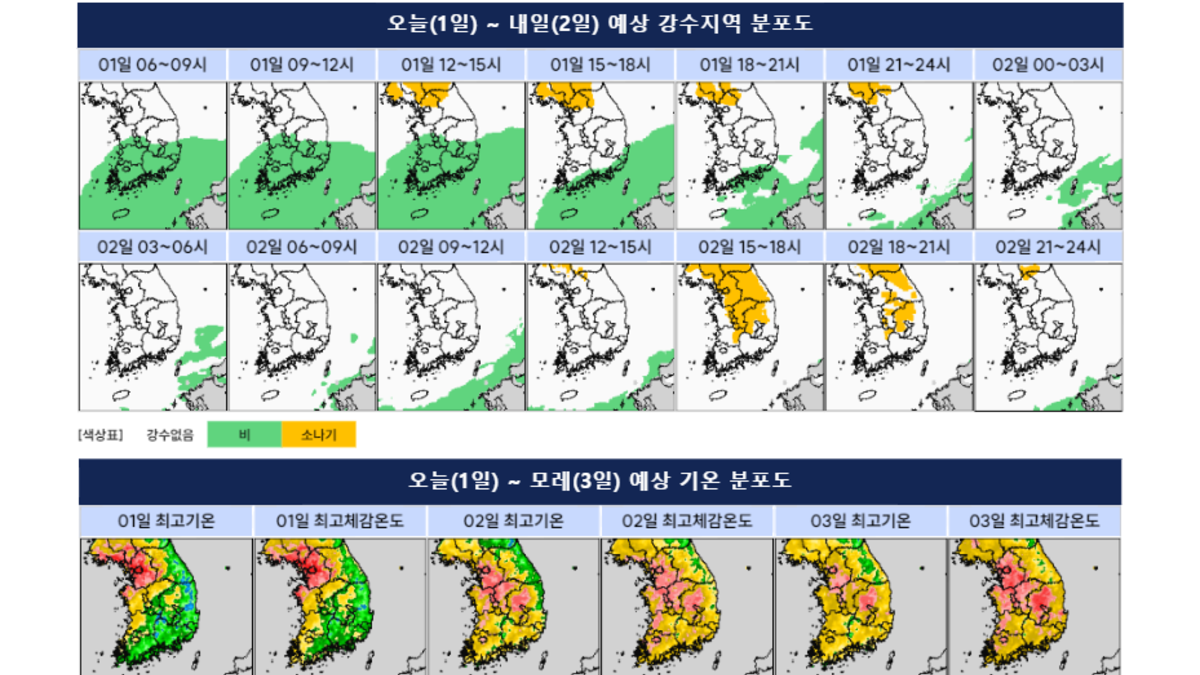 오늘(1일) ~ 내일(2일) 예상 강수지역 분포도
01일 06~09시 01일 09~12시 01일 12~15시 01일 15~18시 01일 18~21시 01일 21~24시 02일 00~03시
02일 03~06시 02일 06~09시 02일 09~12시 02일 12~15시 02일 15~18시 02일 18~21시 02일 21~24시
[색상표] 강수없음 비 소나기
오늘(1일) ~ 모레(3일) 예상 기온 분포도
01일 최고기온 01일 최고체감온도 02일 최고기온 02일 최고체감온도 03일 최고기온 03일 최고체감온도